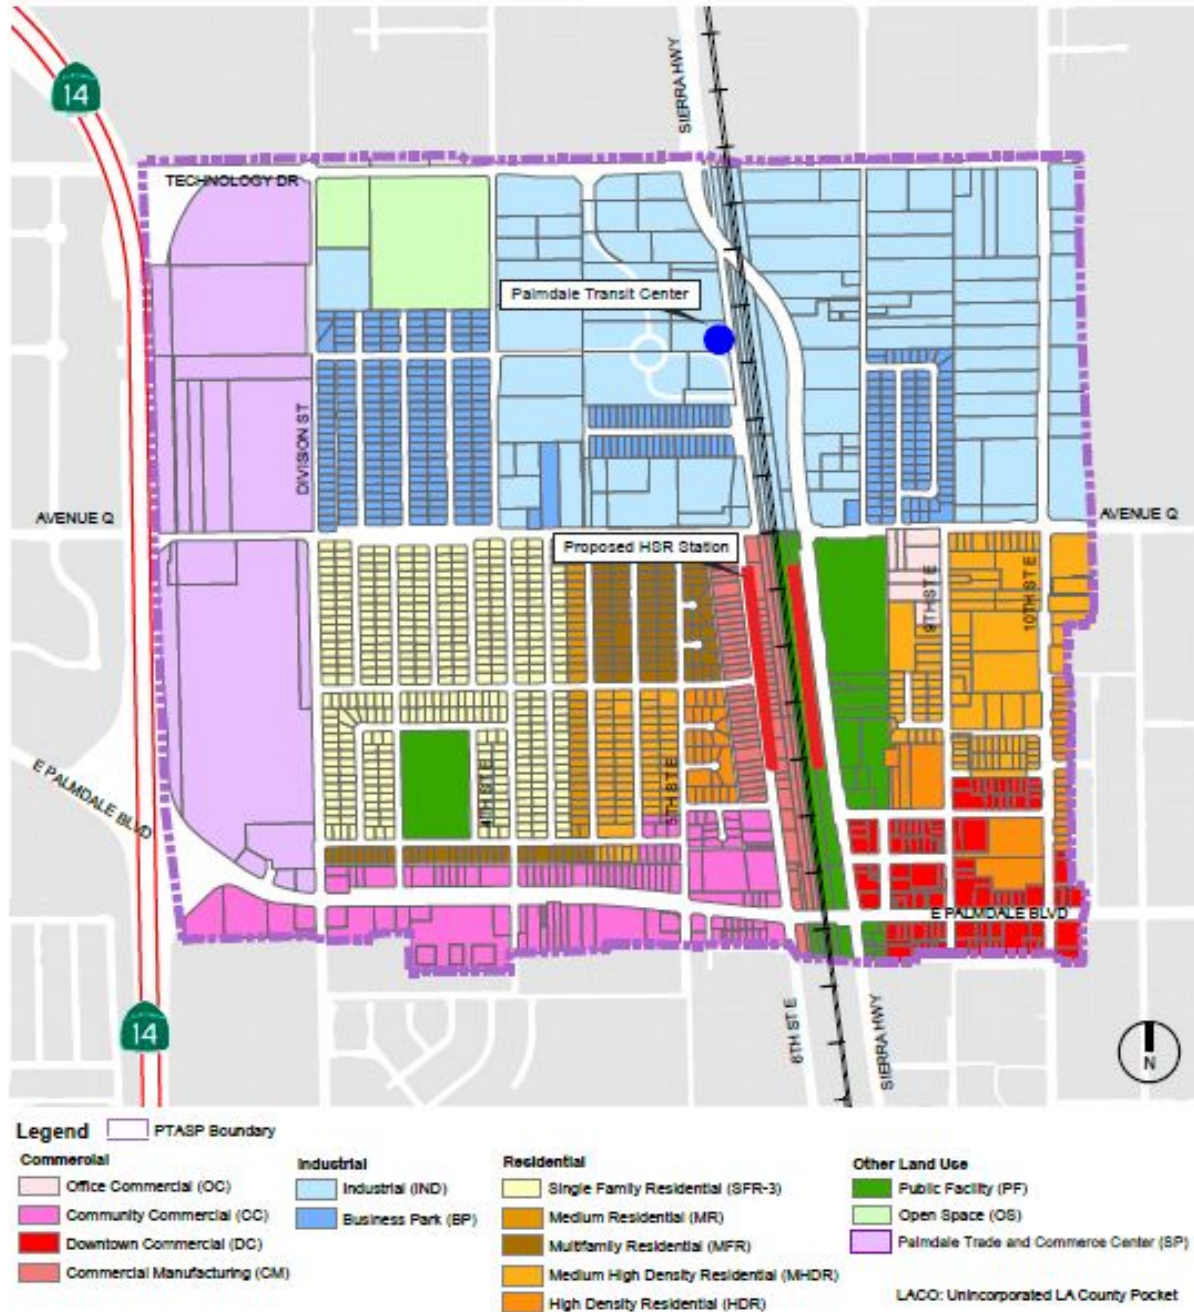 14
SIERRA HWY
TECHNOLOGY DR
Palmdale Transit Center
DIVISION ST
AVENUE Q
AVENUE Q
Proposed HSR Station
9TH ST E
10TH ST E
4TH ST E
5TH ST E
E PALMDALE BLVD
E PALMDALE BLVD
14
6TH ST E
SIERRA HWY
N
Legend
PTASP Boundary
Commercial
Office Commercial (OC)
Community Commercial (CC)
Downtown Commercial (DC)
Commercial Manufacturing (CM)
Industrial
Industrial (IND)
Business Park (BP)
Residential
Single Family Residential (SFR-3)
Medium Residential (MR)
Multifamily Residential (MFR)
Medium High Density Residential (MHDR)
High Density Residential (HDR)
Other Land Use
Public Facility (PF)
Open Space (OS)
Palmdale Trade and Commerce Center (SP)
LACO: Unincorporated LA County Pocket